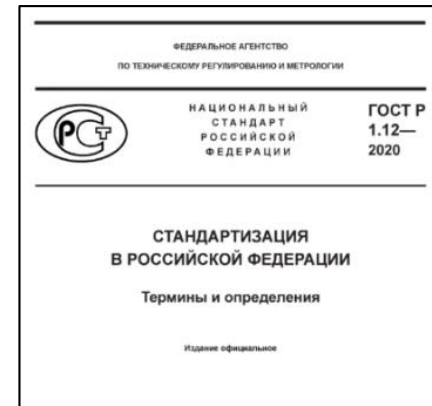 ФЕДЕРАЛЬНОЕ АГЕНТСТВО
ПО ТЕХНИЧЕСКОМУ РЕГУЛИРОВАНИЮ И МЕТРОЛОГИИ
РСТ
НАЦИОНАЛЬНЫЙ
СТАНДАРТ
РОССИЙСКОЙ
ФЕДЕРАЦИИ
ГОСТ Р
1.12—
2020
СТАНДАРТИЗАЦИЯ
В РОССИЙСКОЙ ФЕДЕРАЦИИ
Термины и определения
Издание официальное